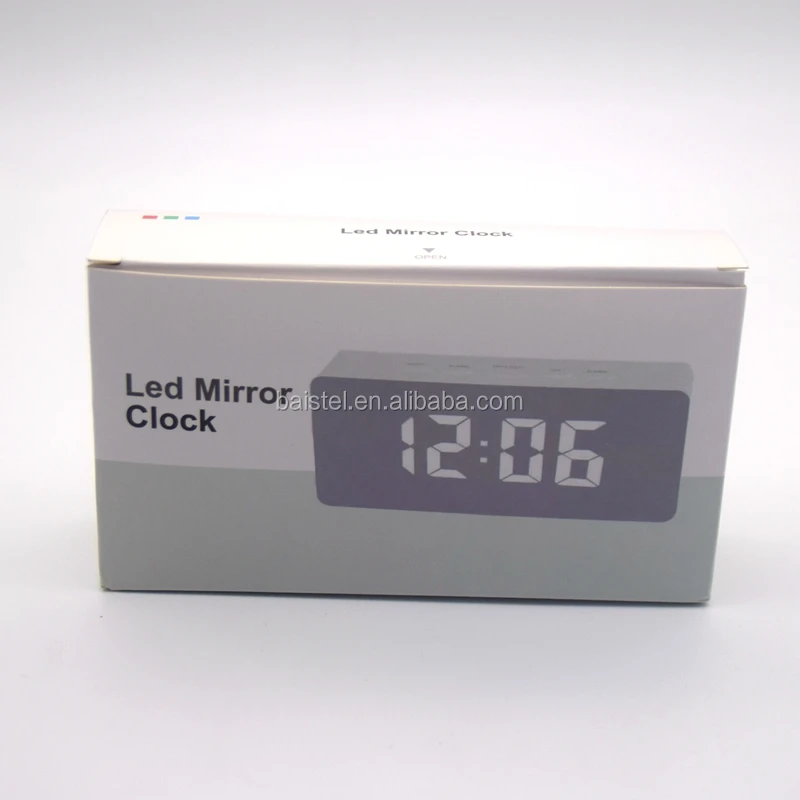 Led Mirror Clock
OPEN
Led Mirror
Clock
12:06
baistel.en.alibaba.com